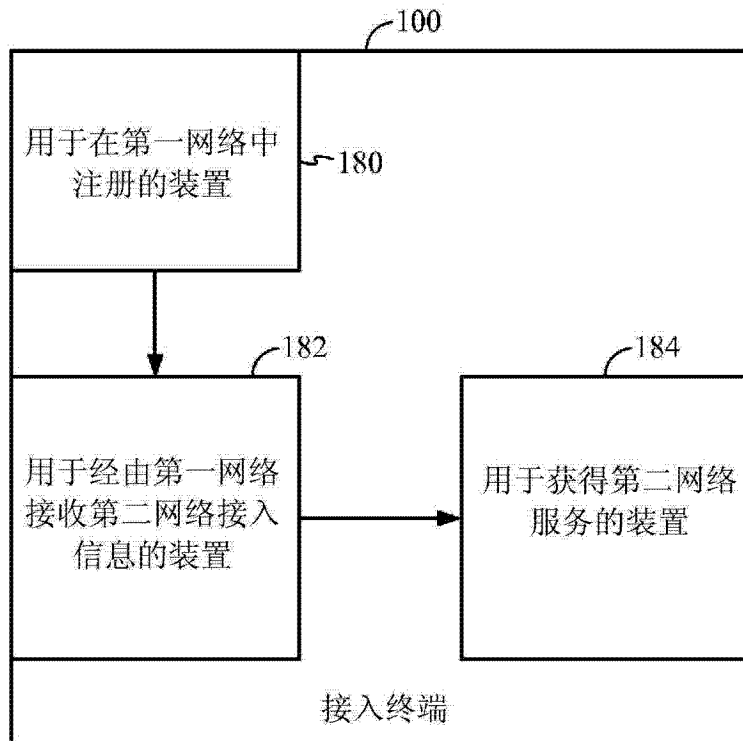 100
用于在第一网络中
注册的装置
180
182
用于经由第一网络
接收第二网络接入
信息的装置
184
用于获得第二网络
服务的装置
接入终端